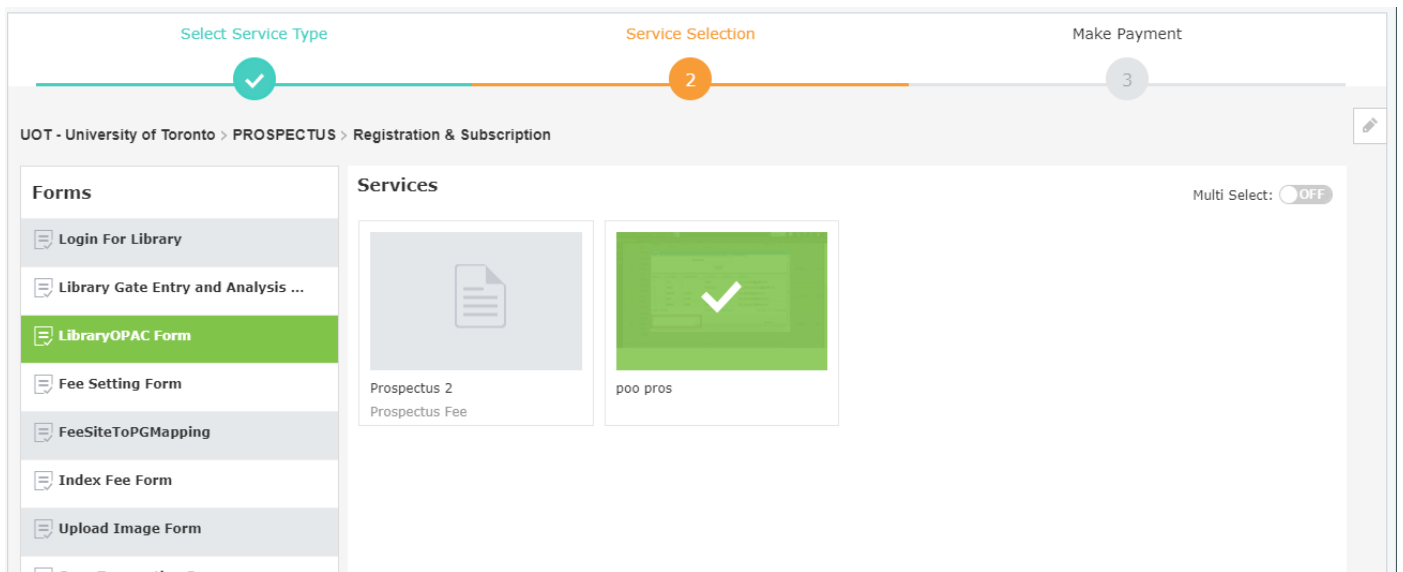 Select Service Type
Service Selection
Make Payment
2
3
UOT - University of Toronto > PROSPECTUS > Registration & Subscription
Forms
Login For Library
Library Gate Entry and Analysis ...
LibraryOPAC Form
Fee Setting Form
FeeSiteToPGMapping
Index Fee Form
Upload Image Form
Services
Multi Select: OFF
Prospectus 2
Prospectus Fee
poo pros